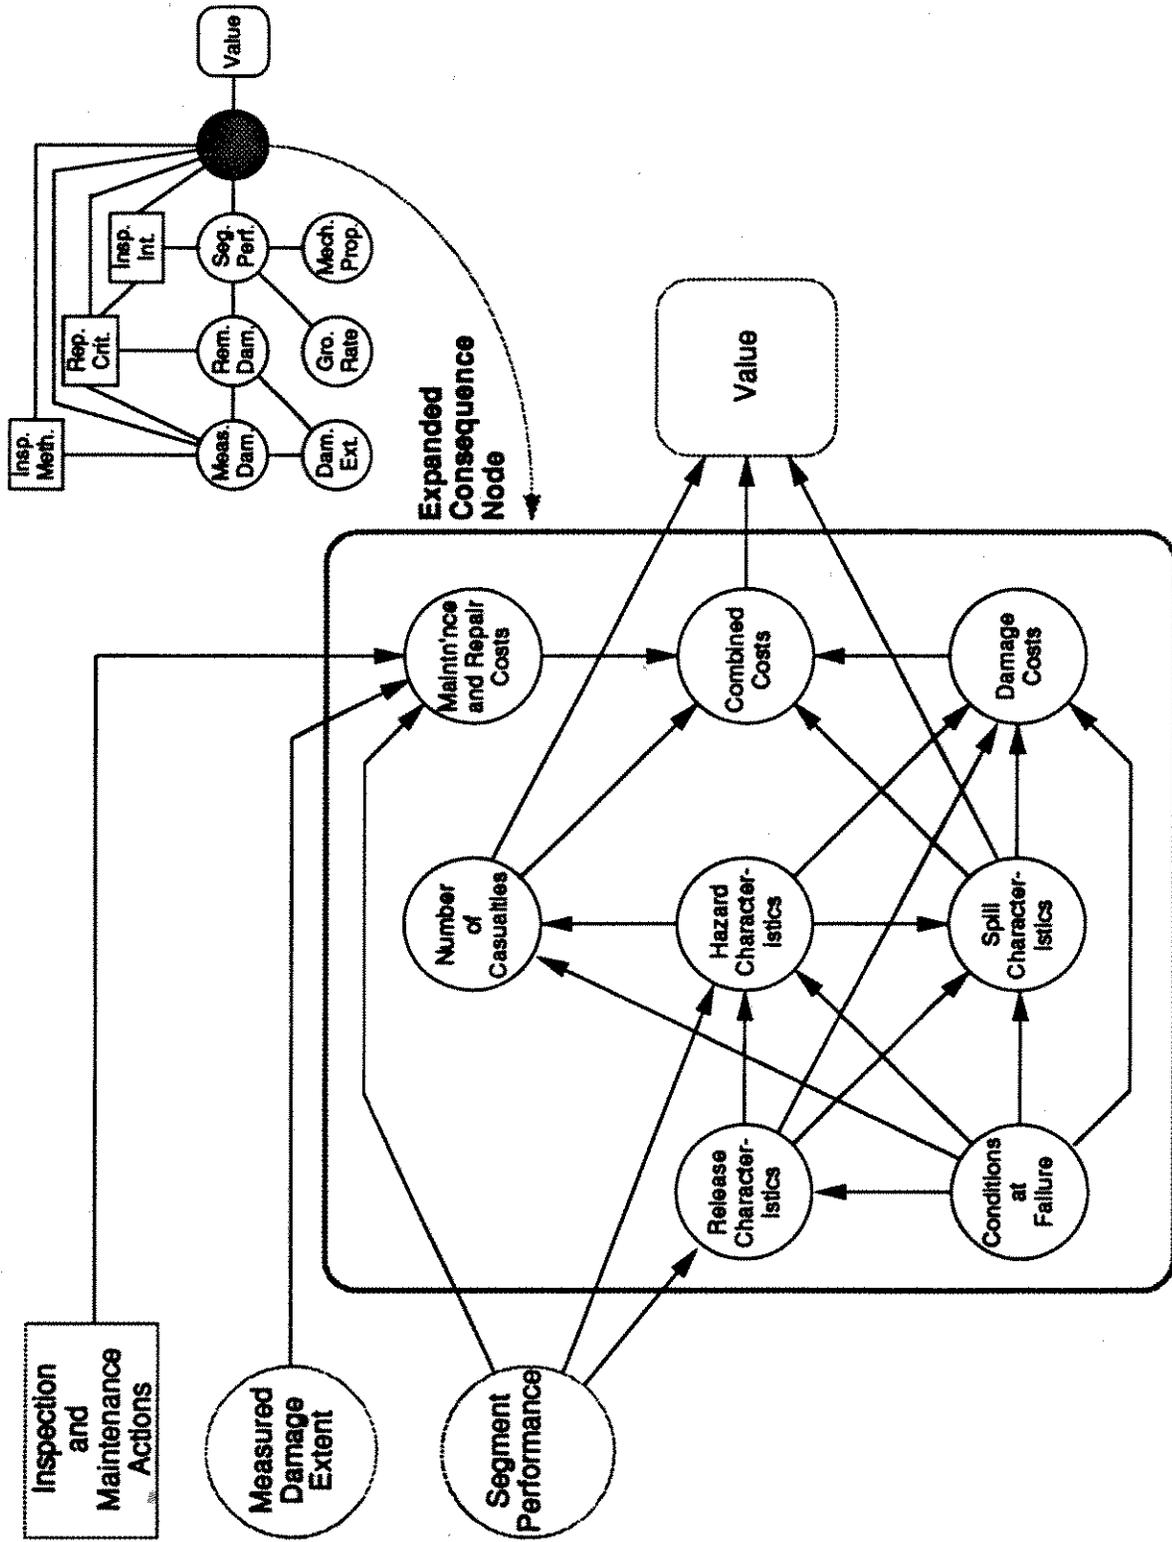 Inspection
and
Maintenance
Actions
Measured
Damage
Extent
Segment
Performance
Insp.
Meth.
Rep.
Crit.
Insp.
Int.
Meas.
Dam.
Rem.
Dam.
Seg.
Perf.
Value
Dam.
Ext.
Gro.
Rate
Mech.
Prop.
Expanded
Consequence
Node
Maintn'nce
and Repair
Costs
Number
of
Casualties
Release
Character-
istics
Hazard
Character-
istics
Combined
Costs
Value
Conditions
at
Failure
Spill
Character-
istics
Damage
Costs